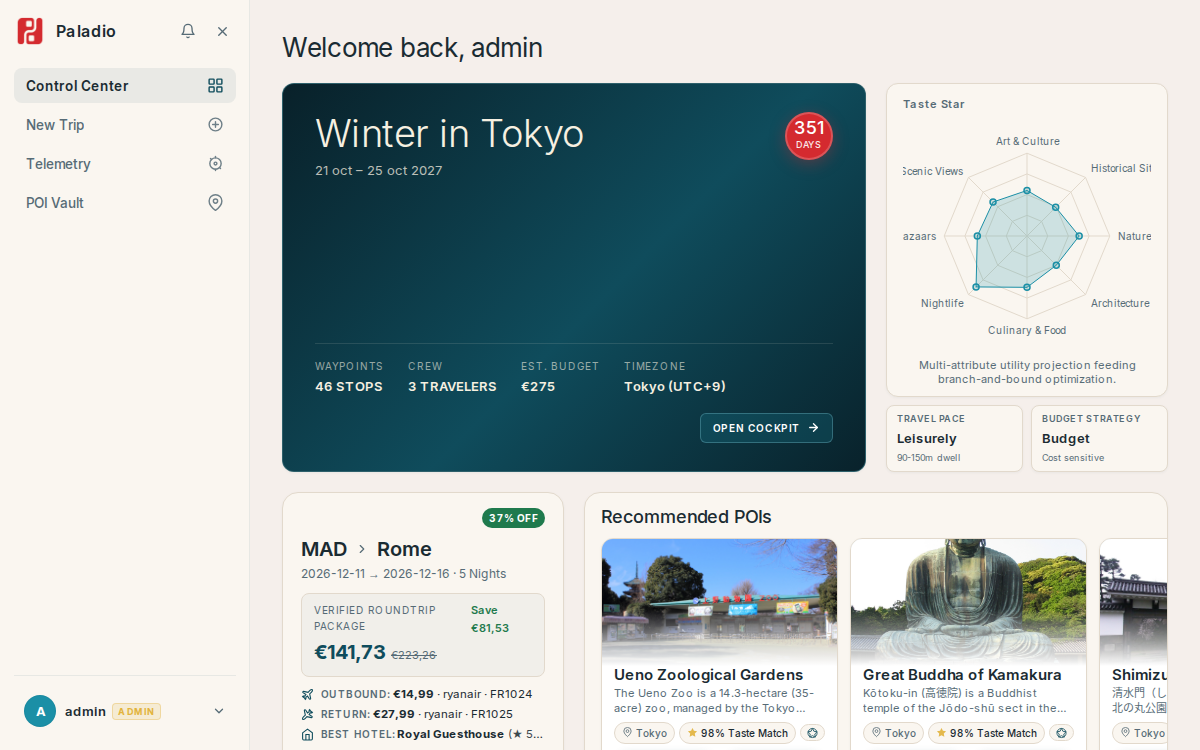 Paladio
Control Center
New Trip
Telemetry
POI Vault
Welcome back, admin
Winter in Tokyo
351
DAYS
21 oct – 25 oct 2027
WAYPOINTS
46 STOPS
CREW
3 TRAVELERS
EST. BUDGET
€275
TIMEZONE
Tokyo (UTC+9)
OPEN COCKPIT
Taste Star
Art & Culture
Scenic Views
Historical Sit
azaars
Nature
Nightlife
Architecture
Culinary & Food
Multi-attribute utility projection feeding
branch-and-bound optimization.
TRAVEL PACE
Leisurely
90-150m dwell
BUDGET STRATEGY
Budget
Cost sensitive
37% OFF
MAD › Rome
2026-12-11 → 2026-12-16 · 5 Nights
VERIFIED ROUNDTRIP
PACKAGE
Save
€81,53
€141,73 €223,26
OUTBOUND: €14,99 · ryanair · FR1024
RETURN: €27,99 · ryanair · FR1025
BEST HOTEL: Royal Guesthouse (★ 5...
Recommended POIs
Ueno Zoological Gardens
The Ueno Zoo is a 14.3-hectare (35-
acre) zoo, managed by the Tokyo...
Tokyo
98% Taste Match
Great Buddha of Kamakura
Kōtoku-in (高徳院) is a Buddhist
temple of the Jōdo-shū sect in the...
Tokyo
98% Taste Match
Shimizu
清水門（し
北の丸公園
Tokyo
A
admin
ADMIN